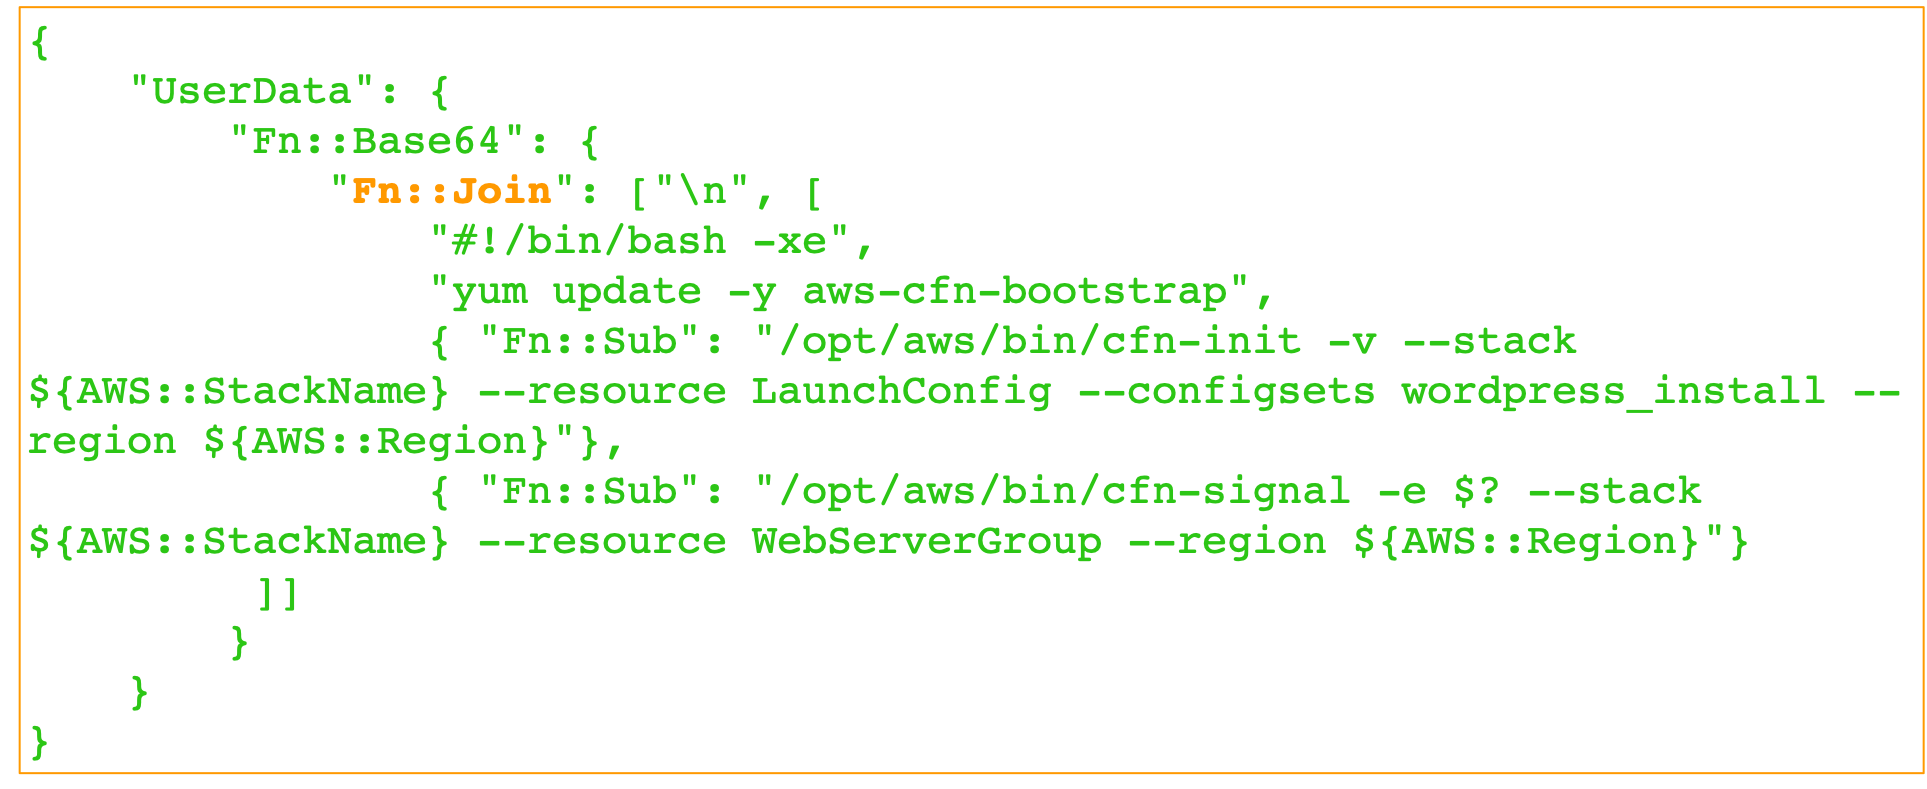 {
"UserData": {
"Fn::Base64": {
"Fn::Join": ["\n", [
"#!/bin/bash -xe",
"yum update -y aws-cfn-bootstrap",
{ "Fn::Sub": "/opt/aws/bin/cfn-init -v --stack
${AWS::StackName} --resource LaunchConfig --configsets wordpress_install --
region ${AWS::Region}"},
{ "Fn::Sub": "/opt/aws/bin/cfn-signal -e $? --stack
${AWS::StackName} --resource WebServerGroup --region ${AWS::Region}"}
]]
}
}
}